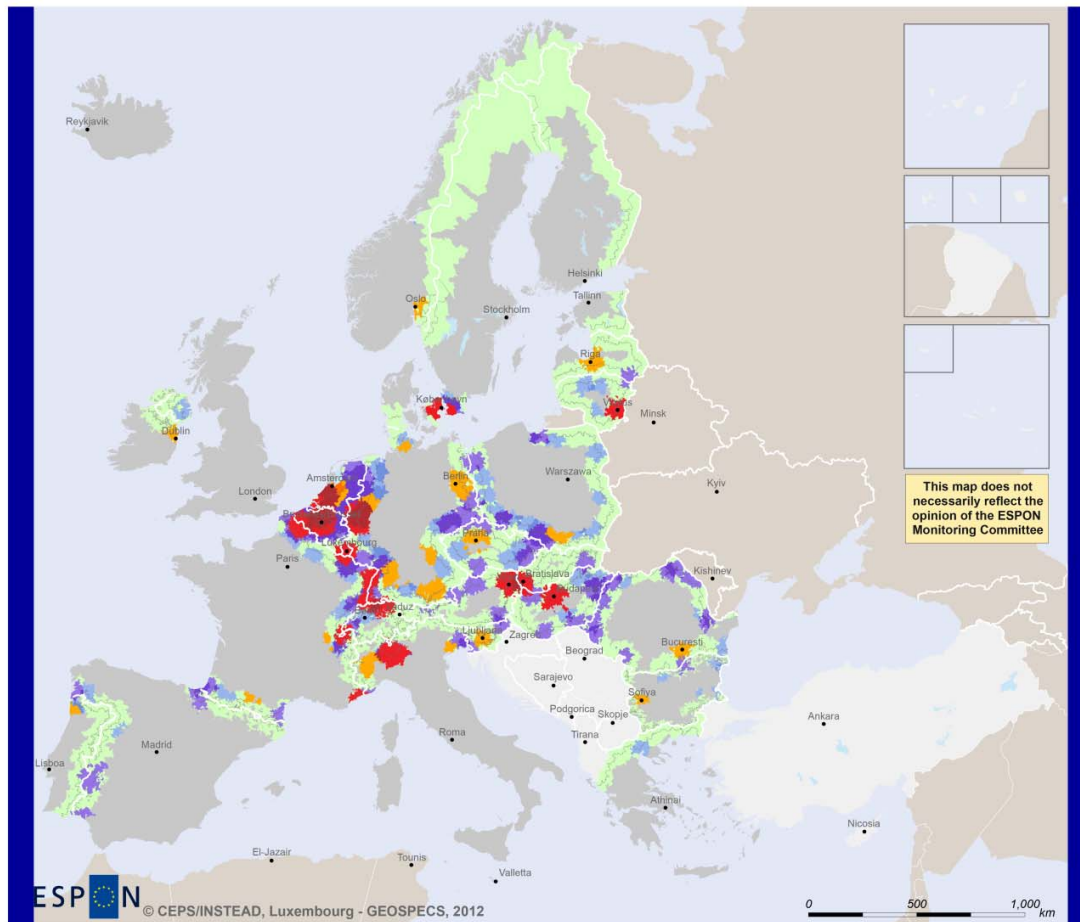 Reykjavik
Helsinki
Tallinn
Oslo
Stockholm
Riga
København
Vilnius
Minsk
Dublin
Berlin
Warszawa
Amsterdam
London
Kyiv
This map does not
necessarily reflect the
opinion of the ESPON
Monitoring Committee
Praha
Luxembourg
Paris
Bratislava
Kishinev
Budapest
Vaduz
Ljubljana
Zagreb
Bucuresti
Beograd
Sarajevo
Sofiya
Podgorica
Skopje
Ankara
Roma
Tirana
Madrid
Lisboa
Athinai
Nicosia
El-Jazair
Tounis
Valletta
ESPON
© CEPS/INSTEAD, Luxembourg - GEOSPECS, 2012
0 500 1,000
km